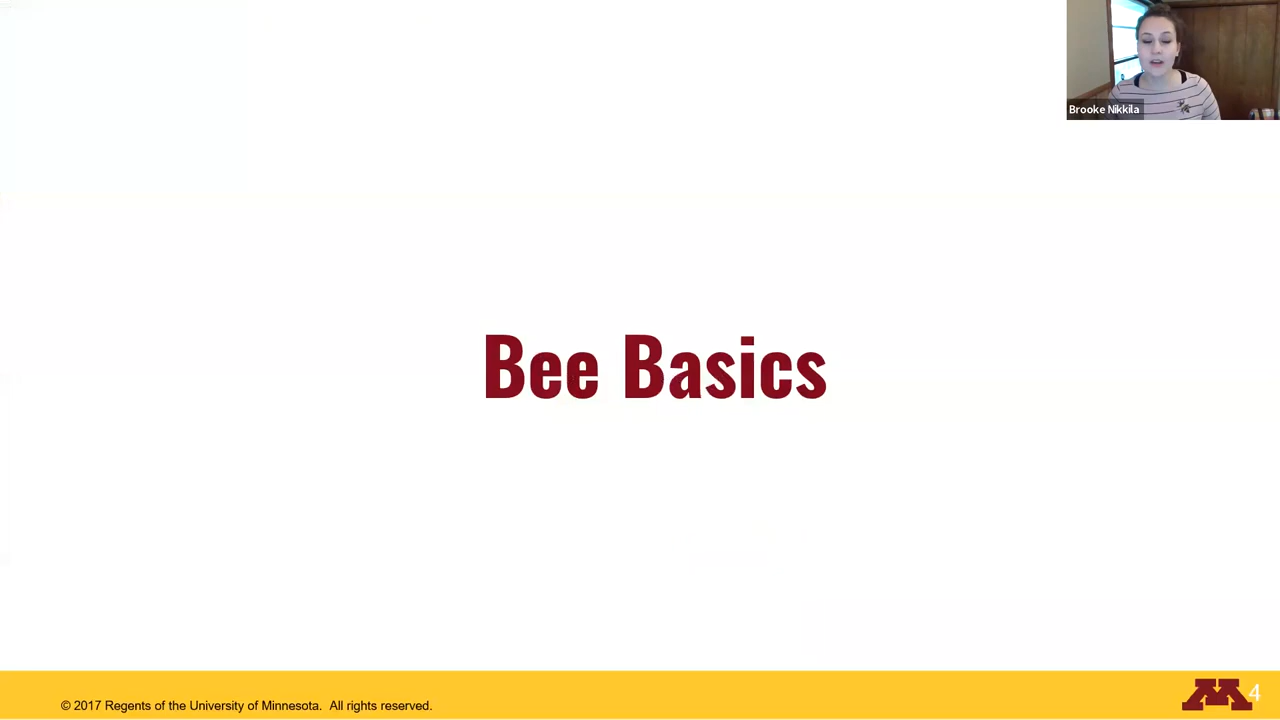 Brooke Nikkila
Bee Basics
© 2017 Regents of the University of Minnesota. All rights reserved.
M 4